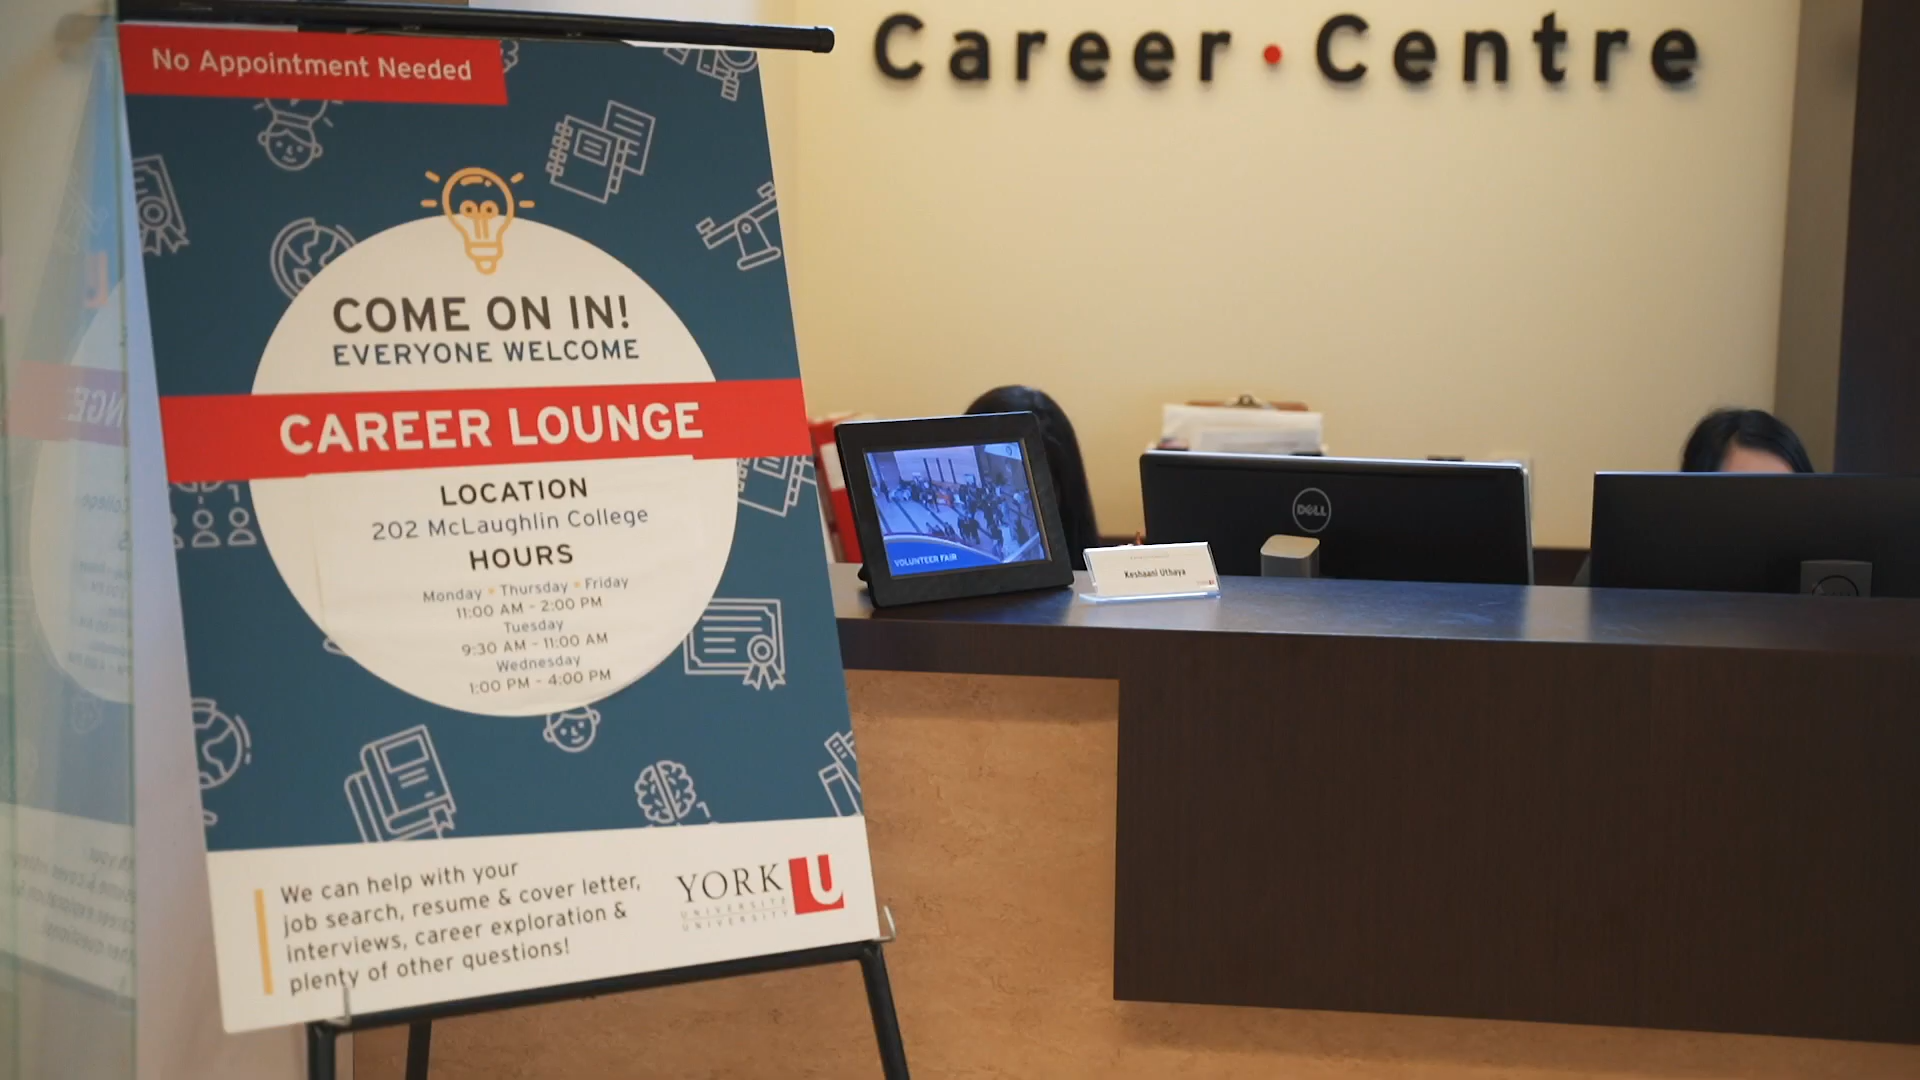 No Appointment Needed
COME ON IN!
EVERYONE WELCOME
CAREER LOUNGE
LOCATION
202 McLaughlin College
HOURS
Monday • Thursday • Friday
11:00 AM - 2:00 PM
Tuesday
9:30 AM - 11:00 AM
Wednesday
1:00 PM - 4:00 PM
We can help with your
job search, resume & cover letter,
interviews, career exploration &
plenty of other questions!
YORK U
UNIVERSITÉ
UNIVERSITY
Career • Centre
VOLUNTEER FAIR
Keshaani Uthaya
DELL